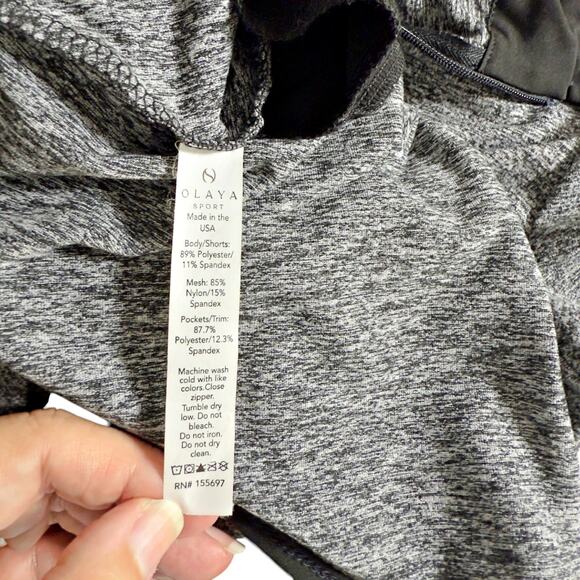 OLAYA
SPORT
Made in the
USA
Body/Shorts:
89% Polyester/
11% Spandex
Mesh: 85%
Nylon/15%
Spandex
Pockets/Trim:
87.7%
Polyester/12.3%
Spandex
Machine wash
cold with like
colors.Close
zipper.
Tumble dry
low. Do not
bleach.
Do not iron.
Do not dry
clean.
RN# 155697